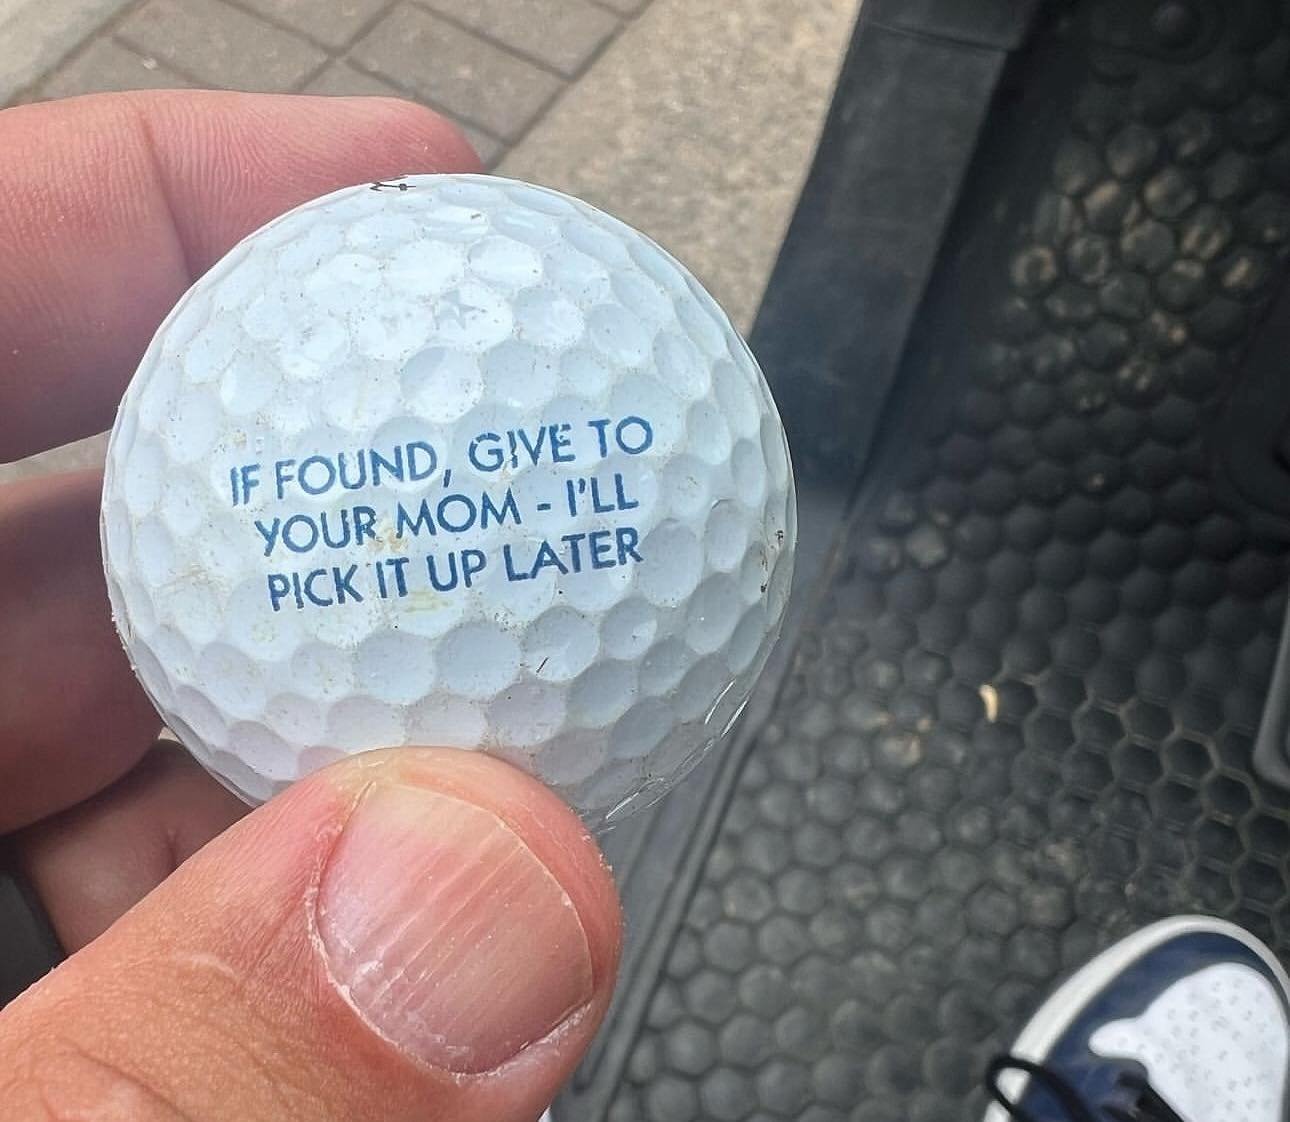 IF FOUND, GIVE TO
YOUR MOM - I'LL
PICK IT UP LATER